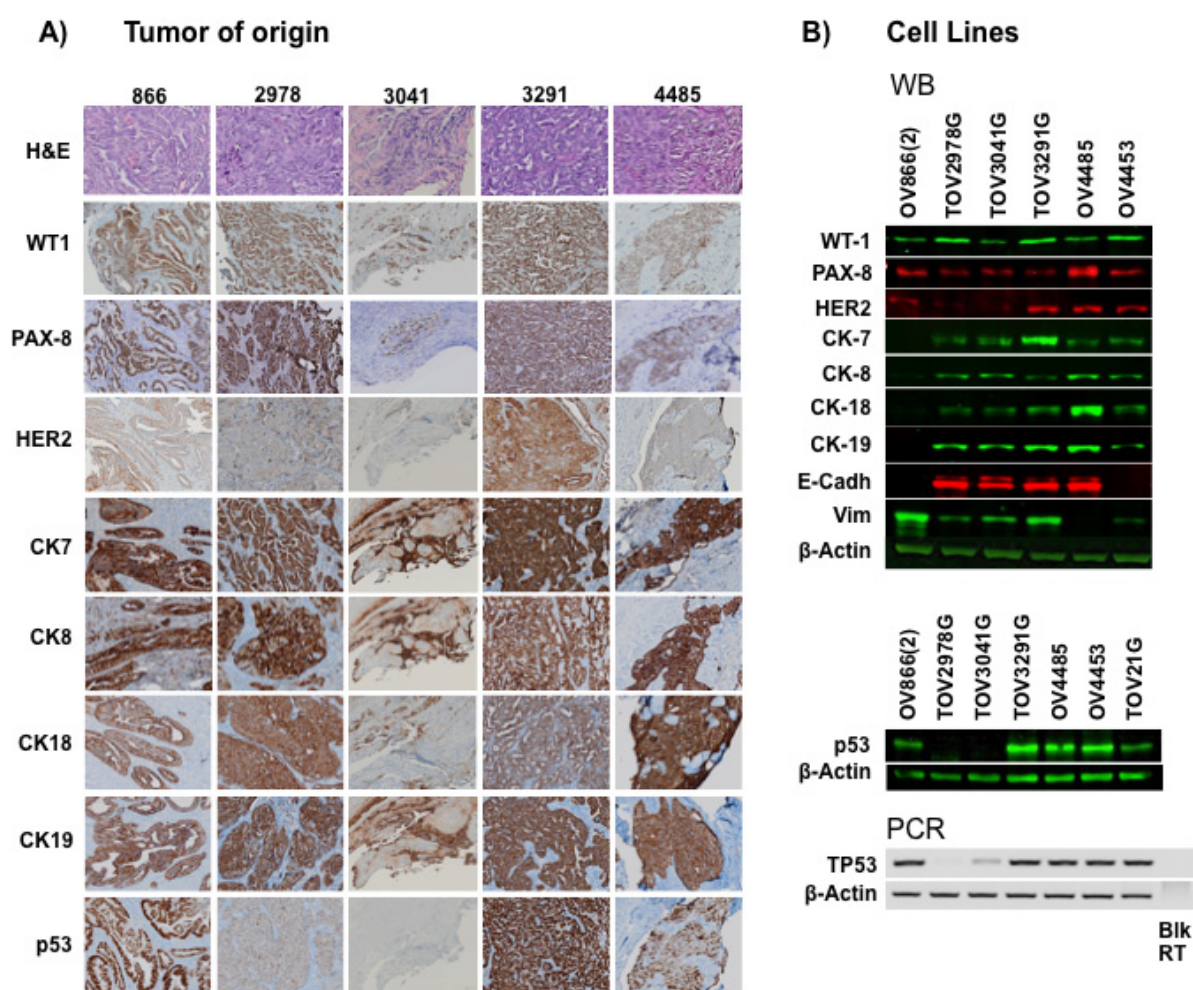 A) Tumor of origin
866 2978 3041 3291 4485
H&E
WT1
PAX-8
HER2
CK7
CK8
CK18
CK19
p53
B) Cell Lines
WB
OV866(2) TOV2978G TOV3041G TOV3291G OV4485 OV4453
WT-1
PAX-8
HER2
CK-7
CK-8
CK-18
CK-19
E-Cadh
Vim
β-Actin
OV866(2) TOV2978G TOV3041G TOV3291G OV4485 OV4453 TOV21G
p53
β-Actin
PCR
TP53
β-Actin
Blk
RT